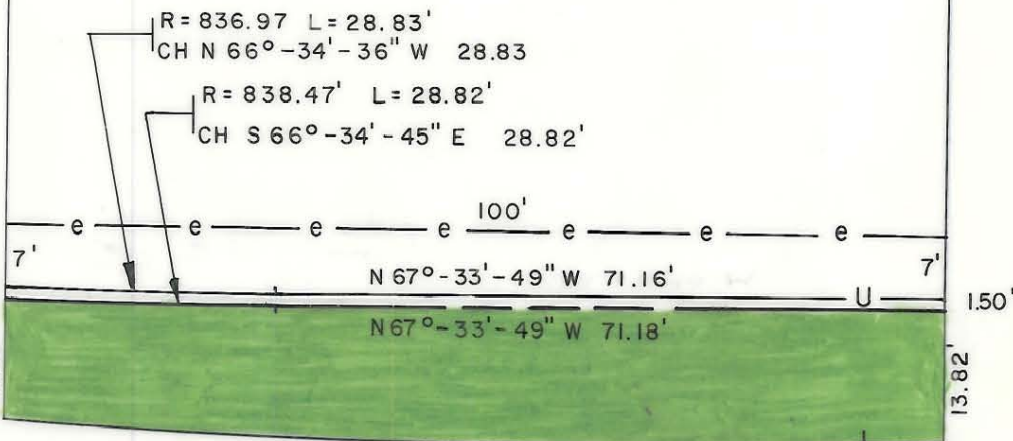 R = 836.97 L = 28.83'
CH N 66°-34'-36" W 28.83
R = 838.47' L = 28.82'
CH S 66°-34'-45" E 28.82'
100'
e e e e e e e
7'
7'
N 67°-33'-49" W 71.16'
U
1.50'
N 67°-33'-49" W 71.18'
13.82'